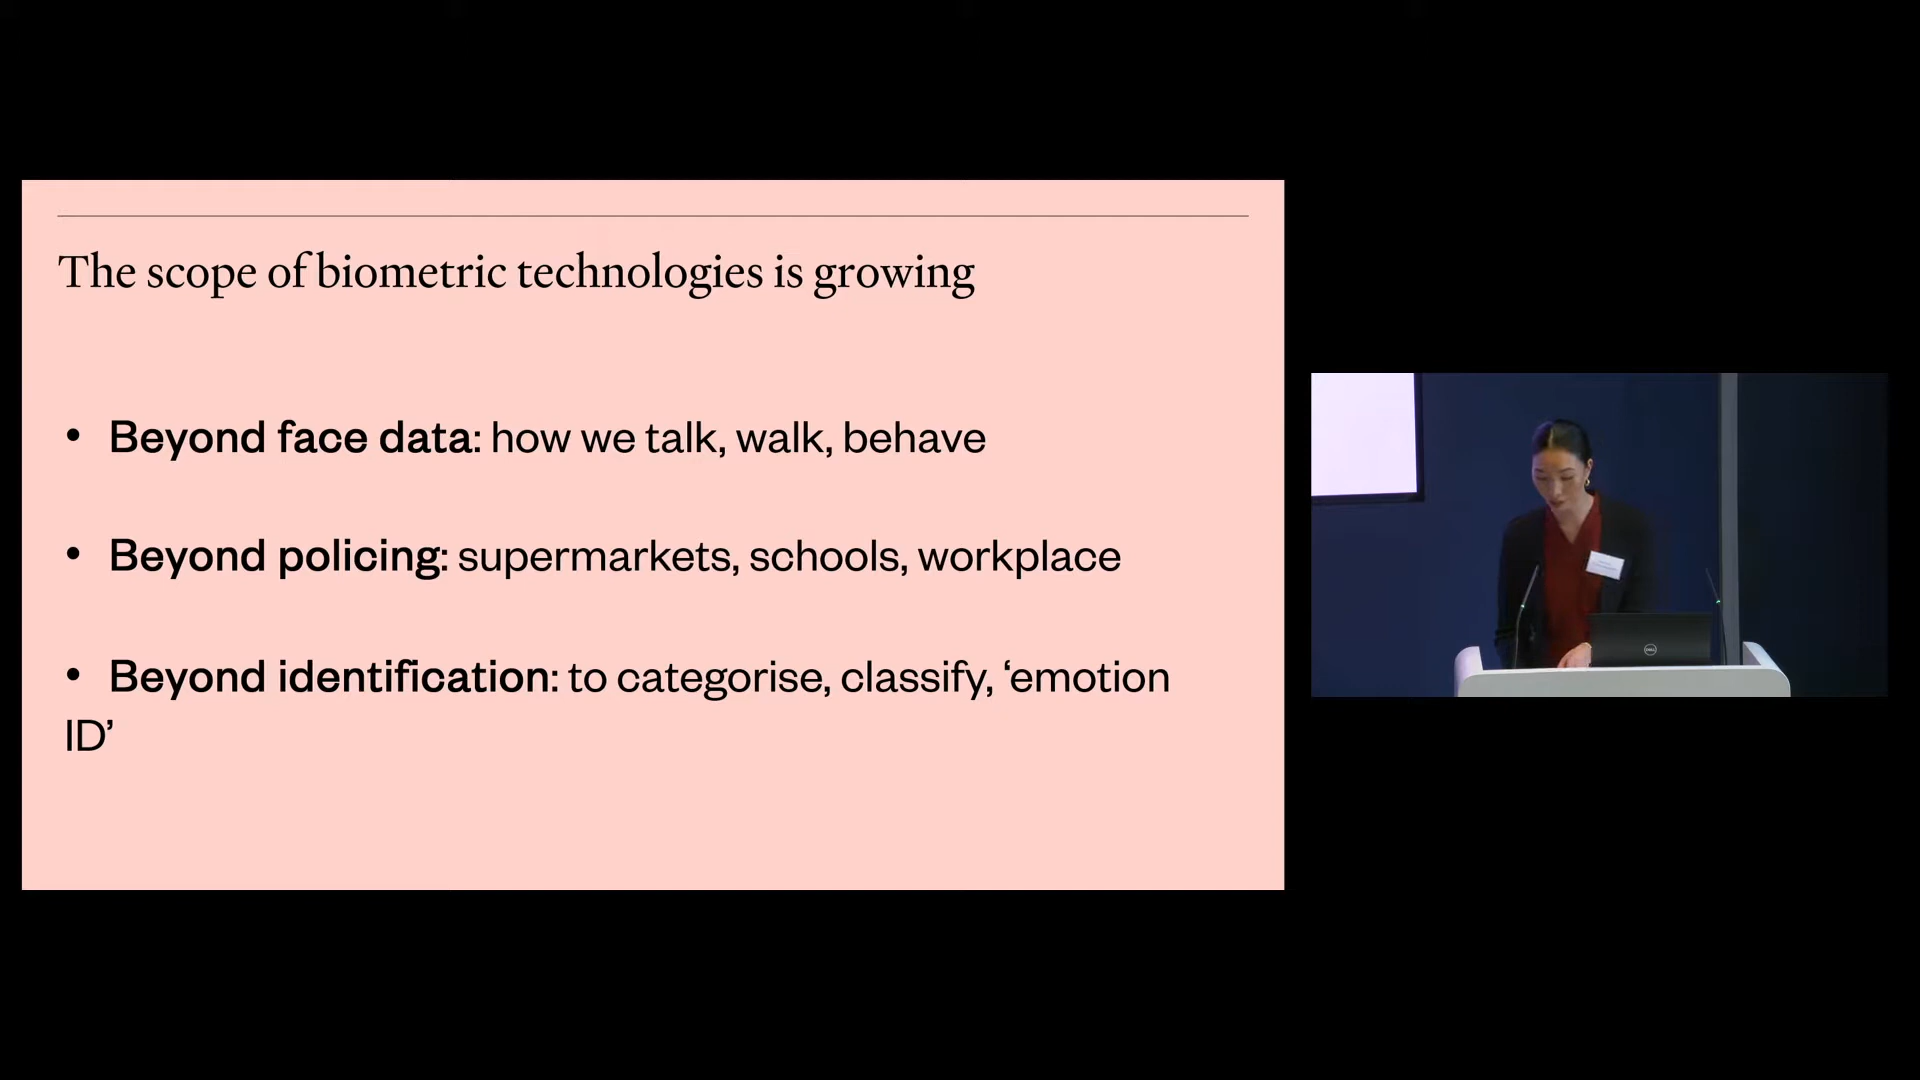 The scope of biometric technologies is growing
• Beyond face data: how we talk, walk, behave
• Beyond policing: supermarkets, schools, workplace
• Beyond identification: to categorise, classify, ‘emotion
ID’
DELL